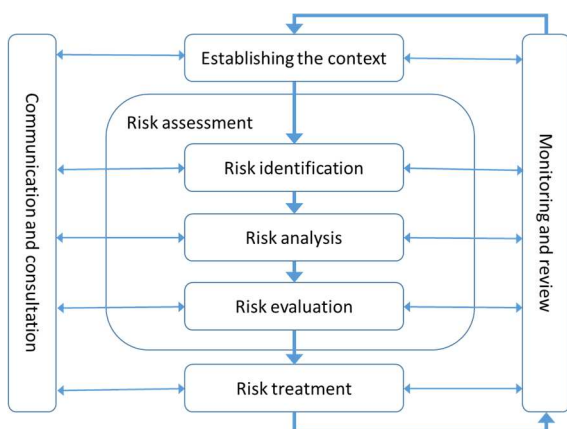 Establishing the context
Risk assessment
Risk identification
Risk analysis
Risk evaluation
Risk treatment
Communication and consultation
Monitoring and review